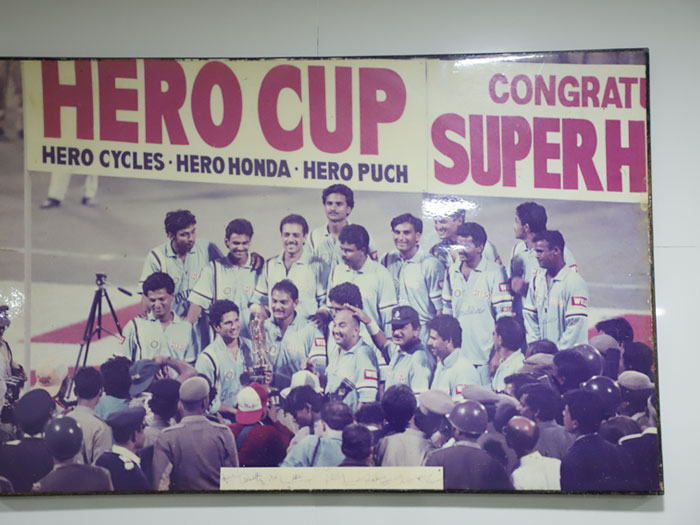 HERO CUP
HERO CYCLES · HERO HONDA · HERO PUCH
CONGRATU
SUPER H